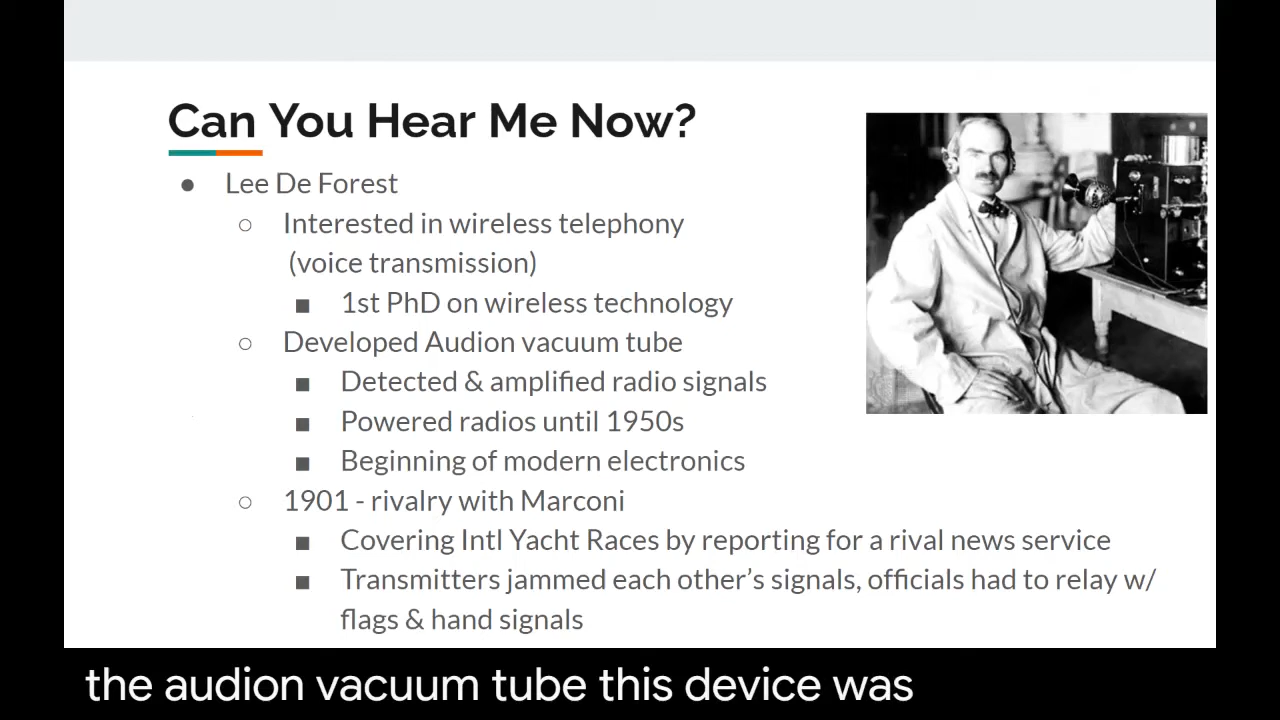 Can You Hear Me Now?
● Lee De Forest
○ Interested in wireless telephony
(voice transmission)
■ 1st PhD on wireless technology
○ Developed Audion vacuum tube
■ Detected & amplified radio signals
■ Powered radios until 1950s
■ Beginning of modern electronics
○ 1901 - rivalry with Marconi
■ Covering Intl Yacht Races by reporting for a rival news service
■ Transmitters jammed each other’s signals, officials had to relay w/
flags & hand signals
the audion vacuum tube this device was